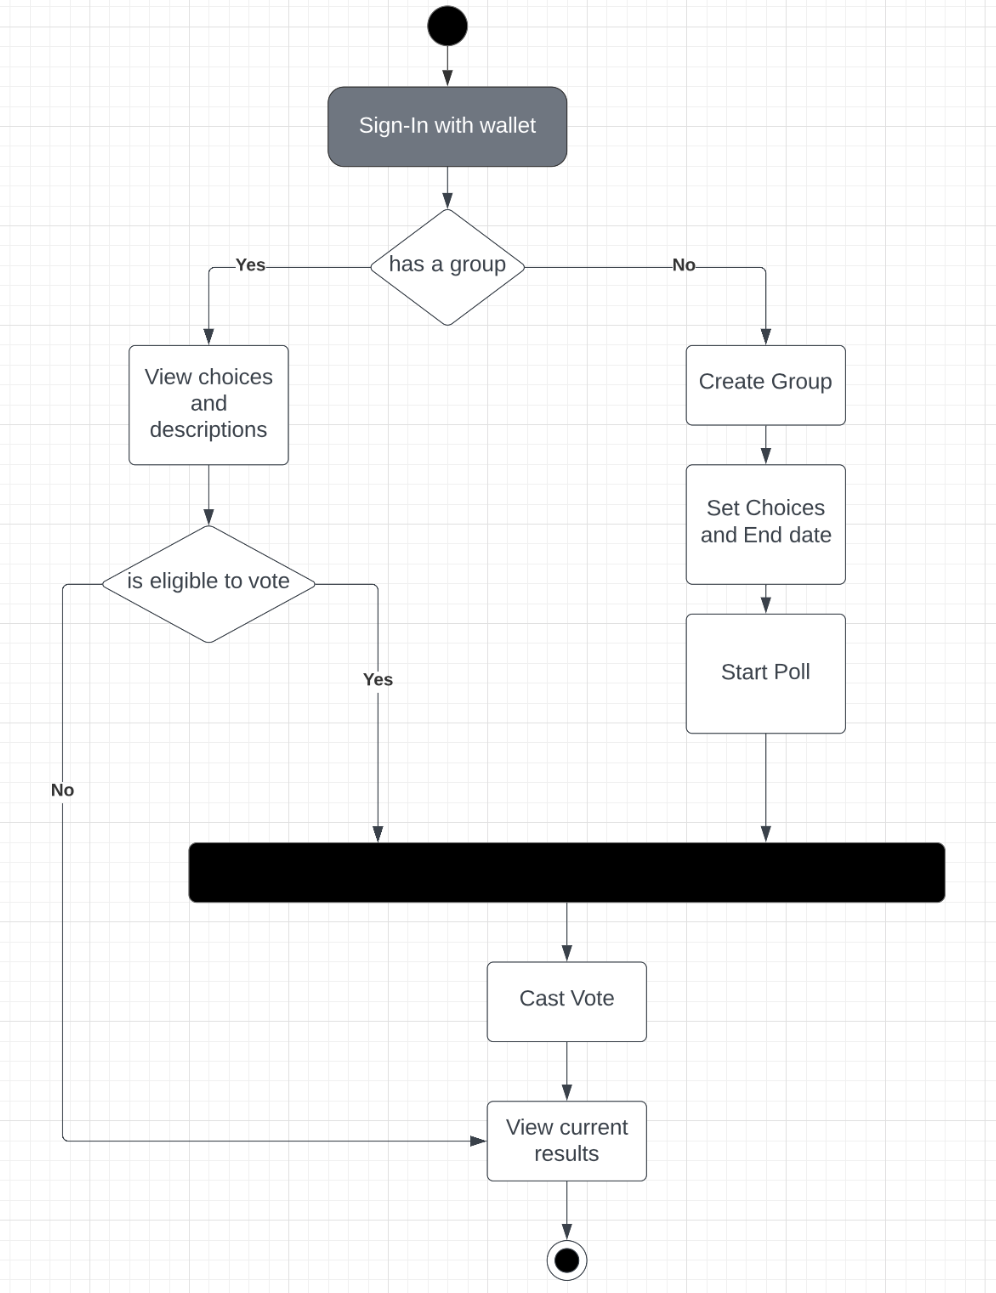 Sign-In with wallet
has a group
Yes
No
View choices
and
descriptions
Create Group
Set Choices
and End date
is eligible to vote
Start Poll
Yes
No
Cast Vote
View current
results